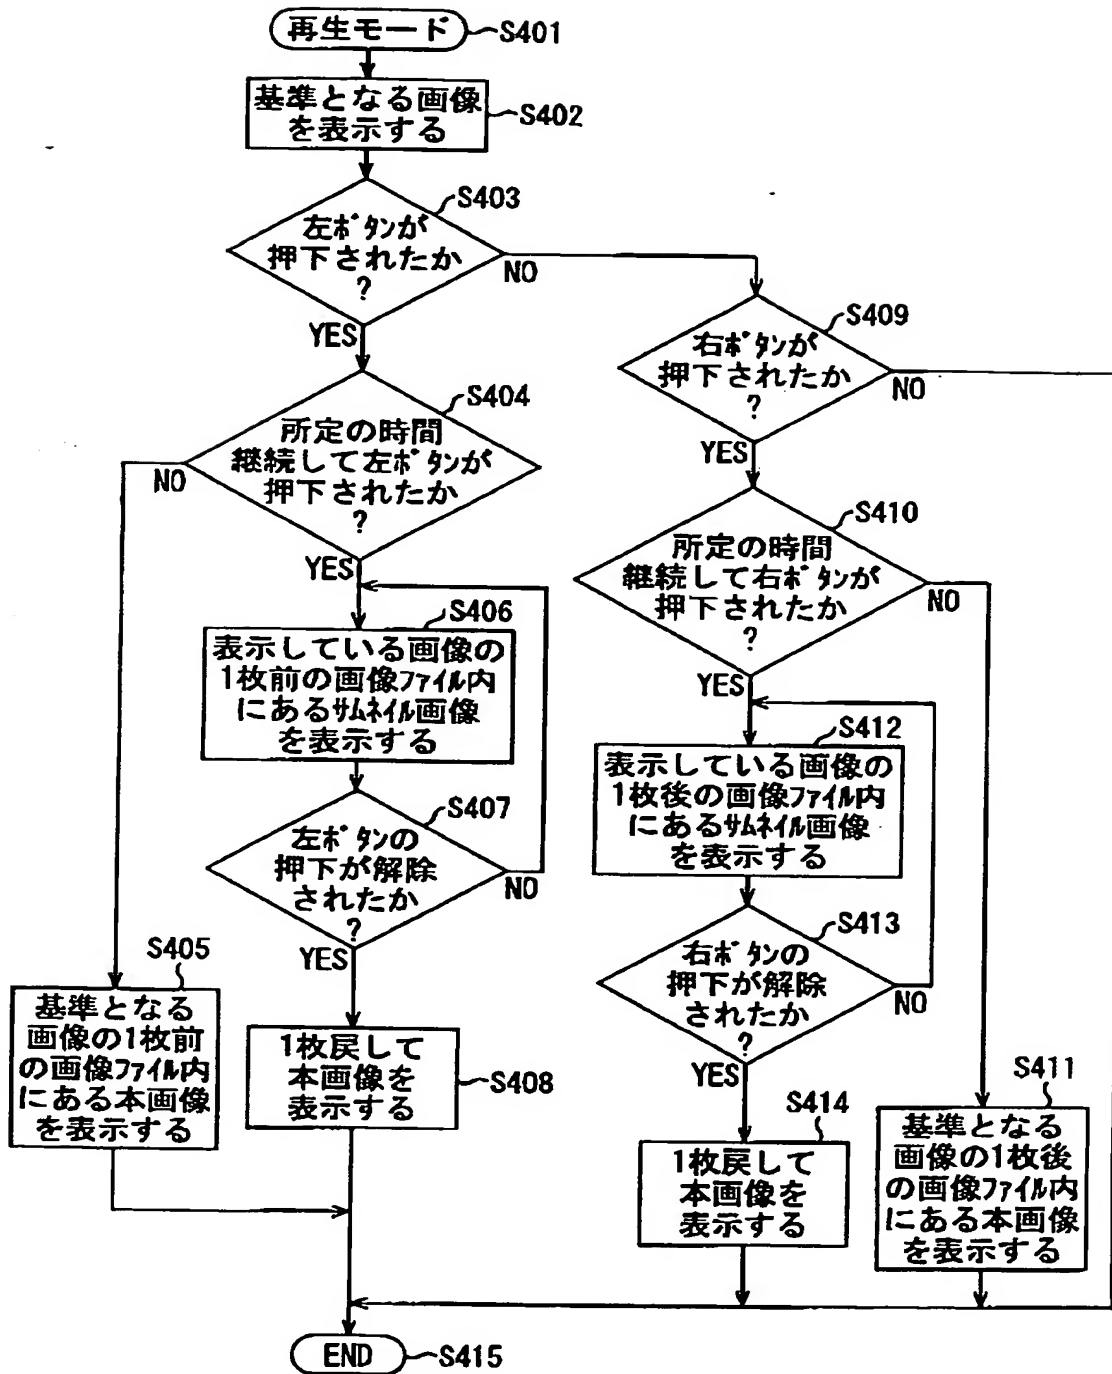 再生モード
S401
基準となる画像
を表示する
S402
S403
左ボタンが
押下されたか
?
NO
YES
S404
所定の時間
継続して左ボタンが
押下されたか
?
NO
YES
S406
表示している画像の
1枚前の画像ファイル内
にあるサムネイル画像
を表示する
S407
左ボタンの
押下が解除
されたか
?
NO
YES
S405
基準となる
画像の1枚前
の画像ファイル内
にある本画像
を表示する
1枚戻して
本画像を
表示する
S408
S409
右ボタンが
押下されたか
?
NO
YES
S410
所定の時間
継続して右ボタンが
押下されたか
?
NO
YES
S412
表示している画像の
1枚後の画像ファイル内
にあるサムネイル画像
を表示する
S413
右ボタンの
押下が解除
されたか
?
NO
YES
S414
1枚戻して
本画像を
表示する
S411
基準となる
画像の1枚後
の画像ファイル内
にある本画像
を表示する
END
S415